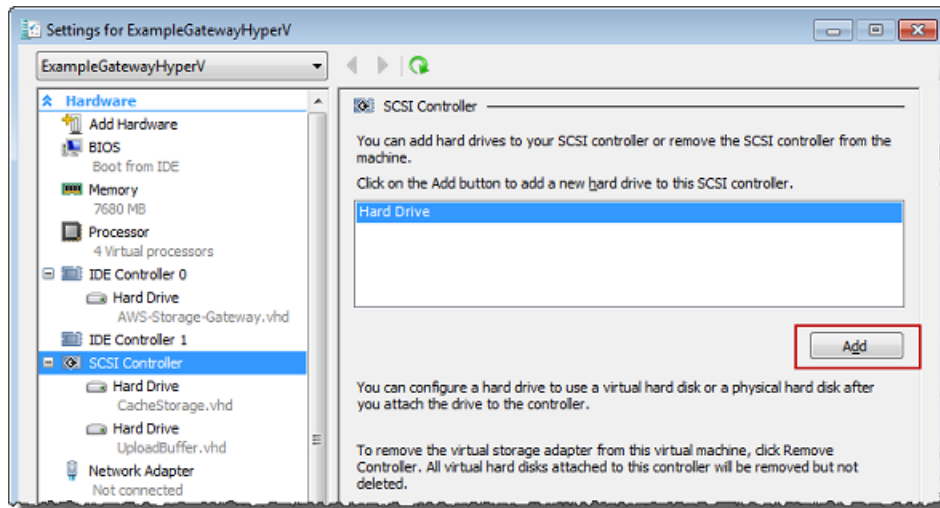 Settings for ExampleGatewayHyperV
ExampleGatewayHyperV
Hardware
Add Hardware
BIOS
Boot from IDE
Memory
7680 MB
Processor
4 Virtual processors
IDE Controller 0
Hard Drive
AWS-Storage-Gateway.vhd
IDE Controller 1
SCSI Controller
Hard Drive
CacheStorage.vhd
Hard Drive
UploadBuffer.vhd
Network Adapter
Not connected
SCSI Controller
You can add hard drives to your SCSI controller or remove the SCSI controller from the
machine.
Click on the Add button to add a new hard drive to this SCSI controller.
Hard Drive
Add
You can configure a hard drive to use a virtual hard disk or a physical hard disk after
you attach the drive to the controller.
To remove the virtual storage adapter from this virtual machine, click Remove
Controller. All virtual hard disks attached to this controller will be removed but not
deleted.